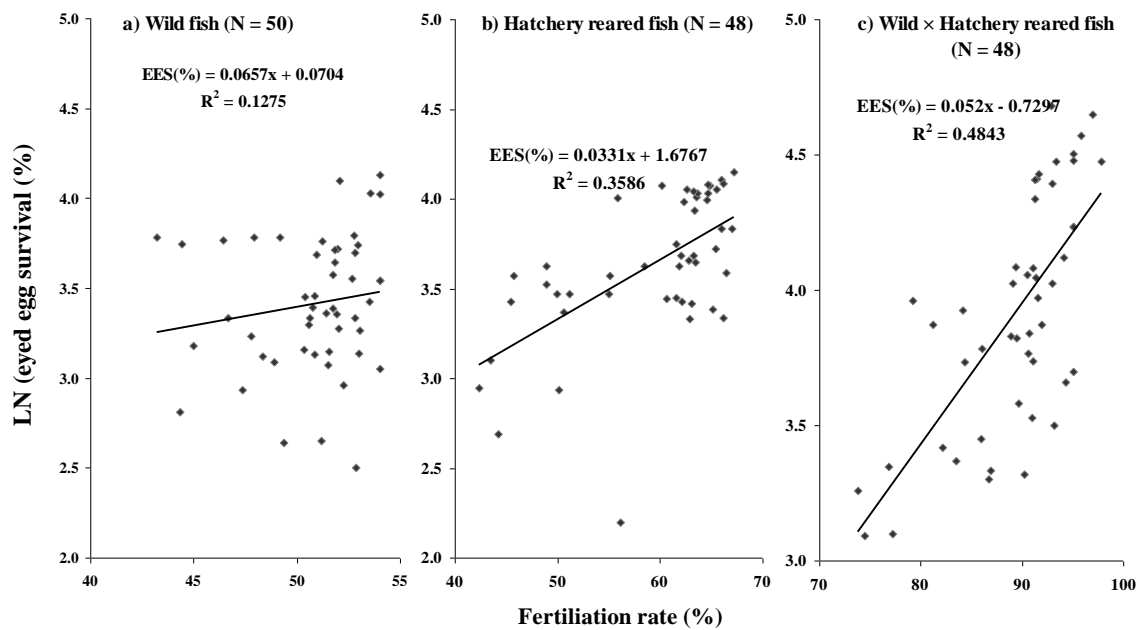 a) Wild fish (N = 50)
EES(%) = 0.0657x + 0.0704
R² = 0.1275
5.0
4.5
4.0
3.5
3.0
2.5
2.0
40
45
50
55
b) Hatchery reared fish (N = 48)
EES(%) = 0.0331x + 1.6767
R² = 0.3586
5.0
4.5
4.0
3.5
3.0
2.5
2.0
40
50
60
70
c) Wild × Hatchery reared fish
(N = 48)
EES(%) = 0.052x - 0.7297
R² = 0.4843
5.0
4.5
4.0
3.5
3.0
70
80
90
100
LN (eyed egg survival (%)
Fertiliation rate (%)